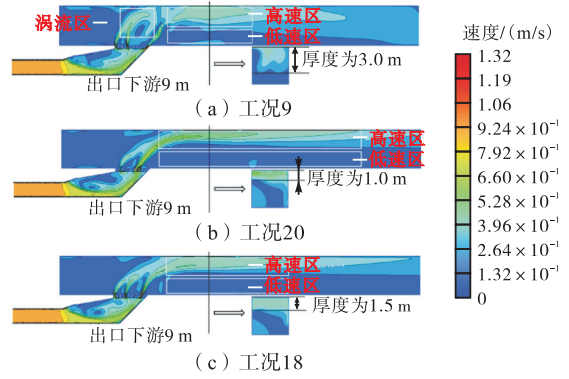 涡流区
高速区
低速区
厚度为3.0 m
出口下游9 m
（a）工况9
高速区
低速区
厚度为1.0 m
出口下游9 m
（b）工况20
高速区
低速区
厚度为1.5 m
出口下游9 m
（c）工况18
速度/(m/s)
1.32
1.19
1.06
9.24×10⁻¹
7.92×10⁻¹
6.60×10⁻¹
5.28×10⁻¹
3.96×10⁻¹
2.64×10⁻¹
1.32×10⁻¹
0